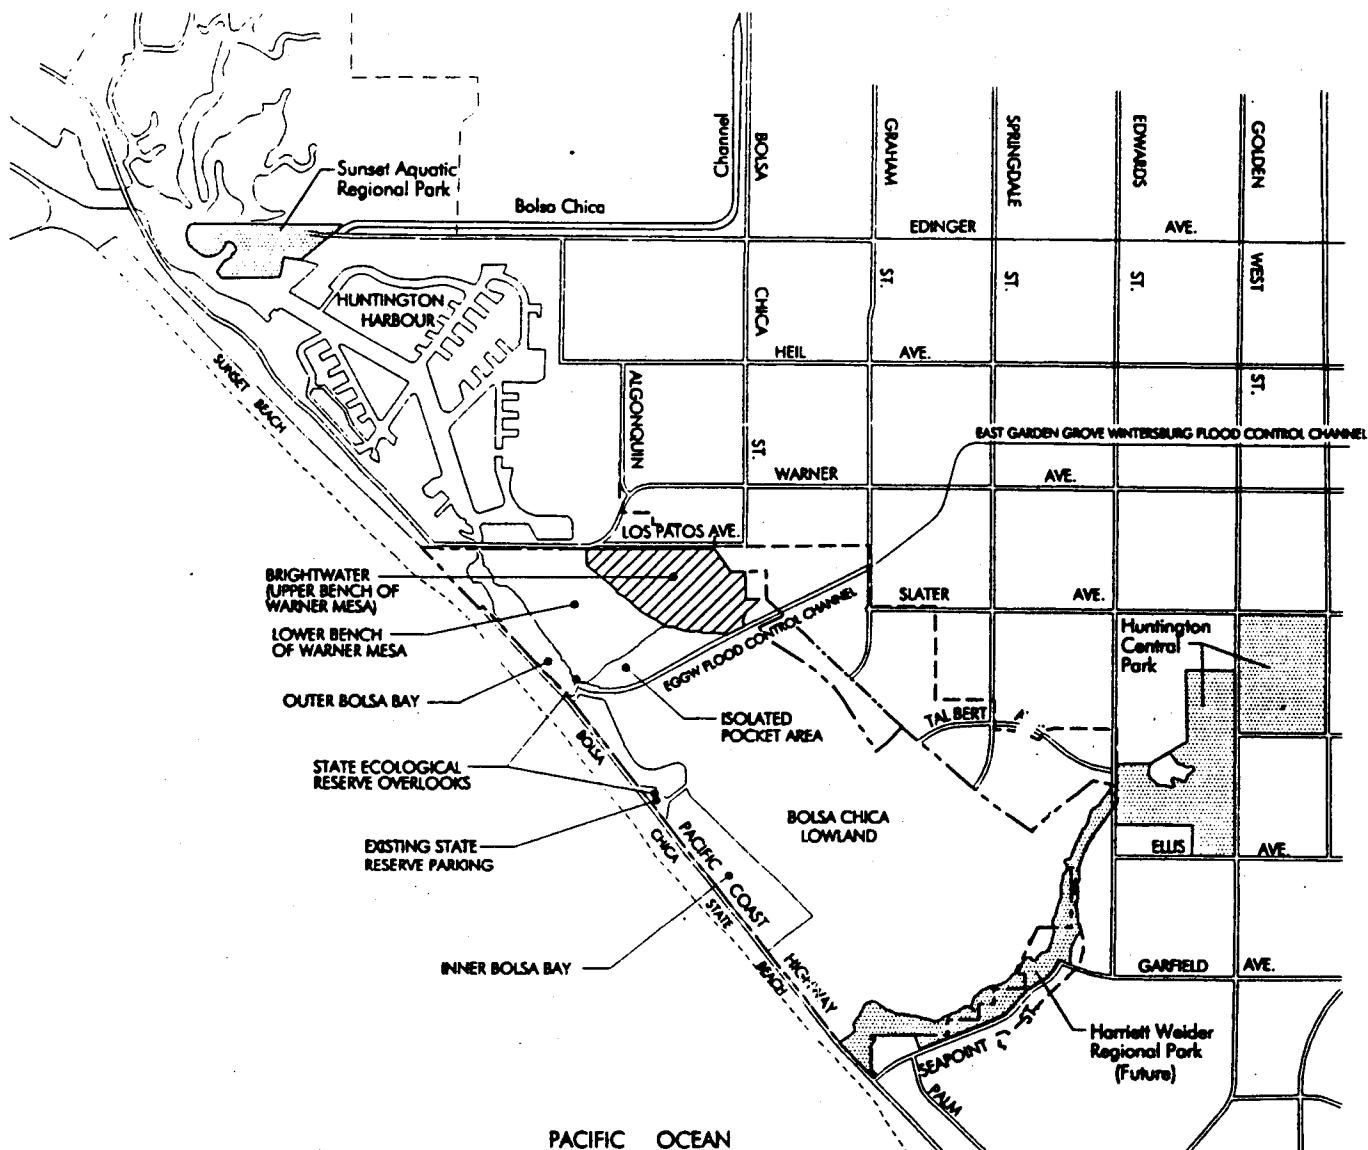 Channel
BOLSA
GRAHAM
SPRINGDALE
EDWARDS
GOLDEN
Sunset Aquatic
Regional Park
Bolsa Chica
EDINGER
AVE.
ST.
ST.
ST.
WEST
HUNTINGTON
HARBOUR
CHICA
HEIL
AVE.
SUNSET BEACH
ALGONQUIN
ST.
EAST GARDEN GROVE WINTERSBURG FLOOD CONTROL CHANNEL
ST.
WARNER
AVE.
LOS PATOS AVE.
BRIGHTWATER
(UPPER BENCH OF
WARNER MESA)
SLATER
AVE.
EGGW FLOOD CONTROL CHANNEL
LOWER BENCH
OF WARNER MESA
Huntington
Central
Park
OUTER BOLSA BAY
ISOLATED
POCKET AREA
TALBERT
BOLSA
CHICA
STATE
BEACH
STATE ECOLOGICAL
RESERVE OVERLOOKS
BOLSA CHICA
LOWLAND
EXISTING STATE
RESERVE PARKING
PACIFIC
COAST
HIGHWAY
ELLIS
AVE.
INNER BOLSA BAY
GARFIELD
AVE.
SEAPOINT
ST.
PALM
Harriett Weider
Regional Park
(Future)
PACIFIC OCEAN